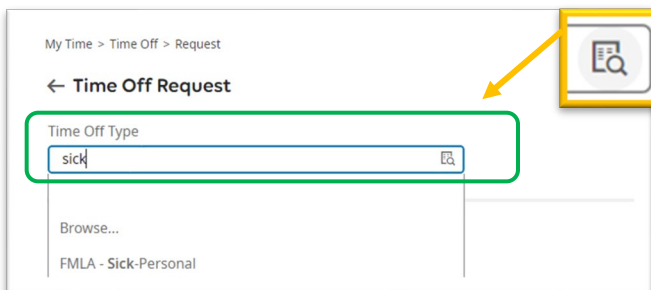 My Time > Time Off > Request
← Time Off Request
Time Off Type
sick
Browse...
FMLA - Sick-Personal